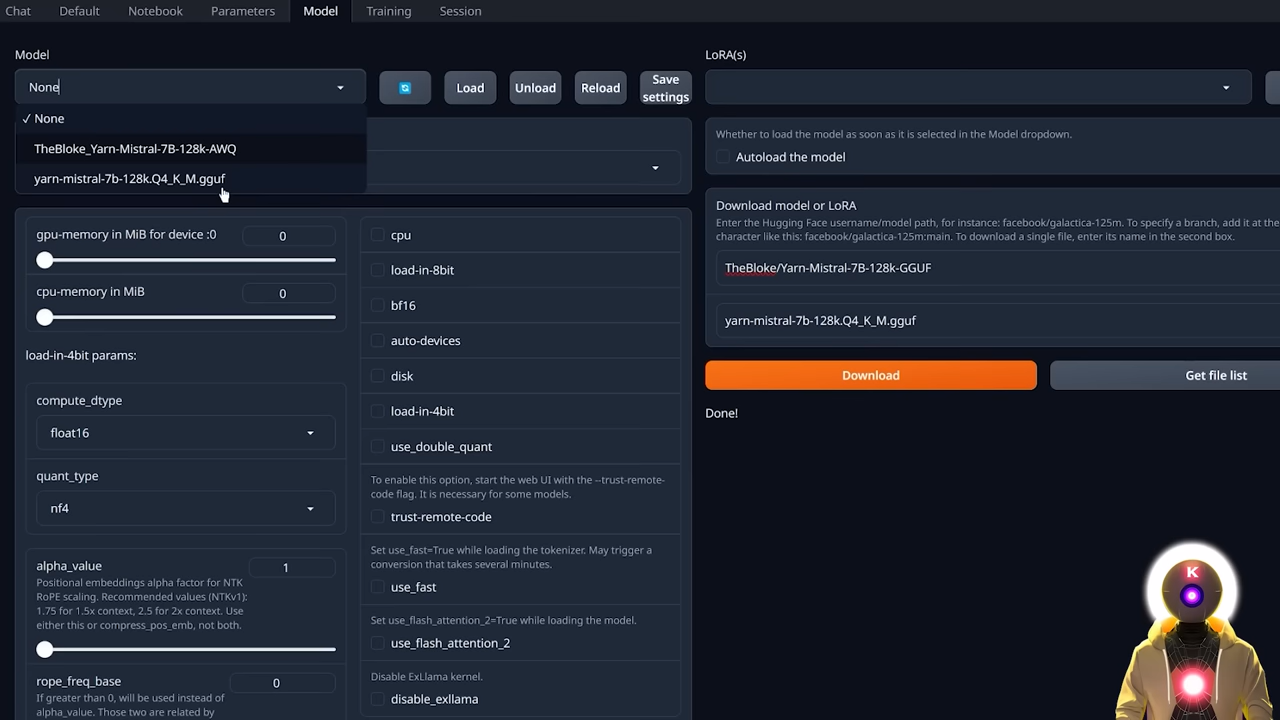 Chat
Default
Notebook
Parameters
Model
Training
Session
Model
None
Load
Unload
Reload
Save
settings
✓ None
TheBloke_Yarn-Mistral-7B-128k-AWQ
yarn-mistral-7b-128k.Q4_K_M.gguf
gpu-memory in MiB for device :0
0
cpu-memory in MiB
0
load-in-4bit params:
compute_dtype
float16
quant_type
nf4
alpha_value
1
Positional embeddings alpha factor for NTK
RoPE scaling. Recommended values (NTKv1):
1.75 for 1.5x context, 2.5 for 2x context. Use
either this or compress_pos_emb, not both.
rope_freq_base
0
If greater than 0, will be used instead of
alpha_value. Those two are related by
cpu
load-in-8bit
bf16
auto-devices
disk
load-in-4bit
use_double_quant
To enable this option, start the web UI with the --trust-remote-
code flag. It is necessary for some models.
trust-remote-code
Set use_fast=True while loading the tokenizer. May trigger a
conversion that takes several minutes.
use_fast
Set use_flash_attention_2=True while loading the model.
use_flash_attention_2
Disable ExLlama kernel.
disable_exllama
LoRA(s)
Whether to load the model as soon as it is selected in the Model dropdown.
Autoload the model
Download model or LoRA
Enter the Hugging Face username/model path, for instance: facebook/galactica-125m. To specify a branch, add it at the
character like this: facebook/galactica-125m:main. To download a single file, enter its name in the second box.
TheBloke/Yarn-Mistral-7B-128k-GGUF
yarn-mistral-7b-128k.Q4_K_M.gguf
Download
Get file list
Done!
K